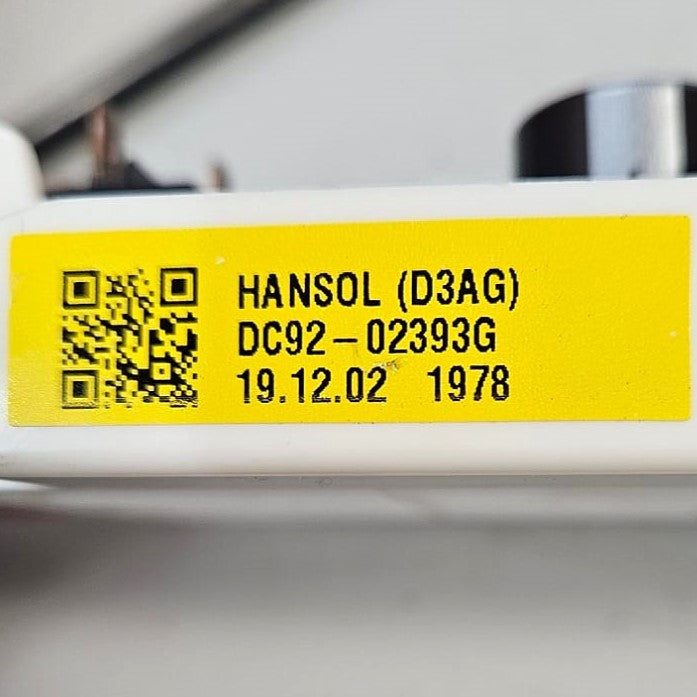 HANSOL (D3AG)
DC92-02393G
19.12.02 1978